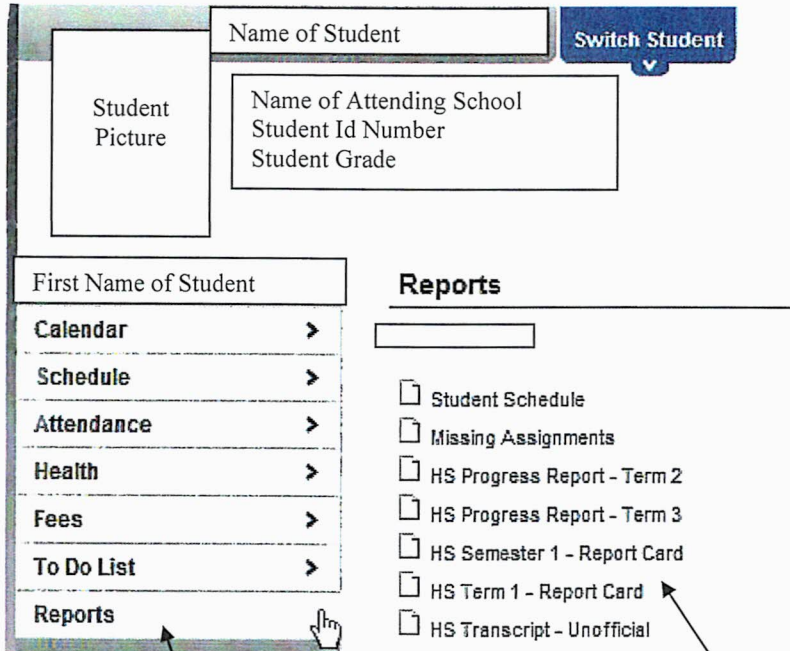 Name of Student
Switch Student
Student
Picture
Name of Attending School
Student Id Number
Student Grade
First Name of Student
Calendar
Schedule
Attendance
Health
Fees
To Do List
Reports
Reports
Student Schedule
Missing Assignments
HS Progress Report - Term 2
HS Progress Report - Term 3
HS Semester 1 - Report Card
HS Term 1 - Report Card
HS Transcript - Unofficial